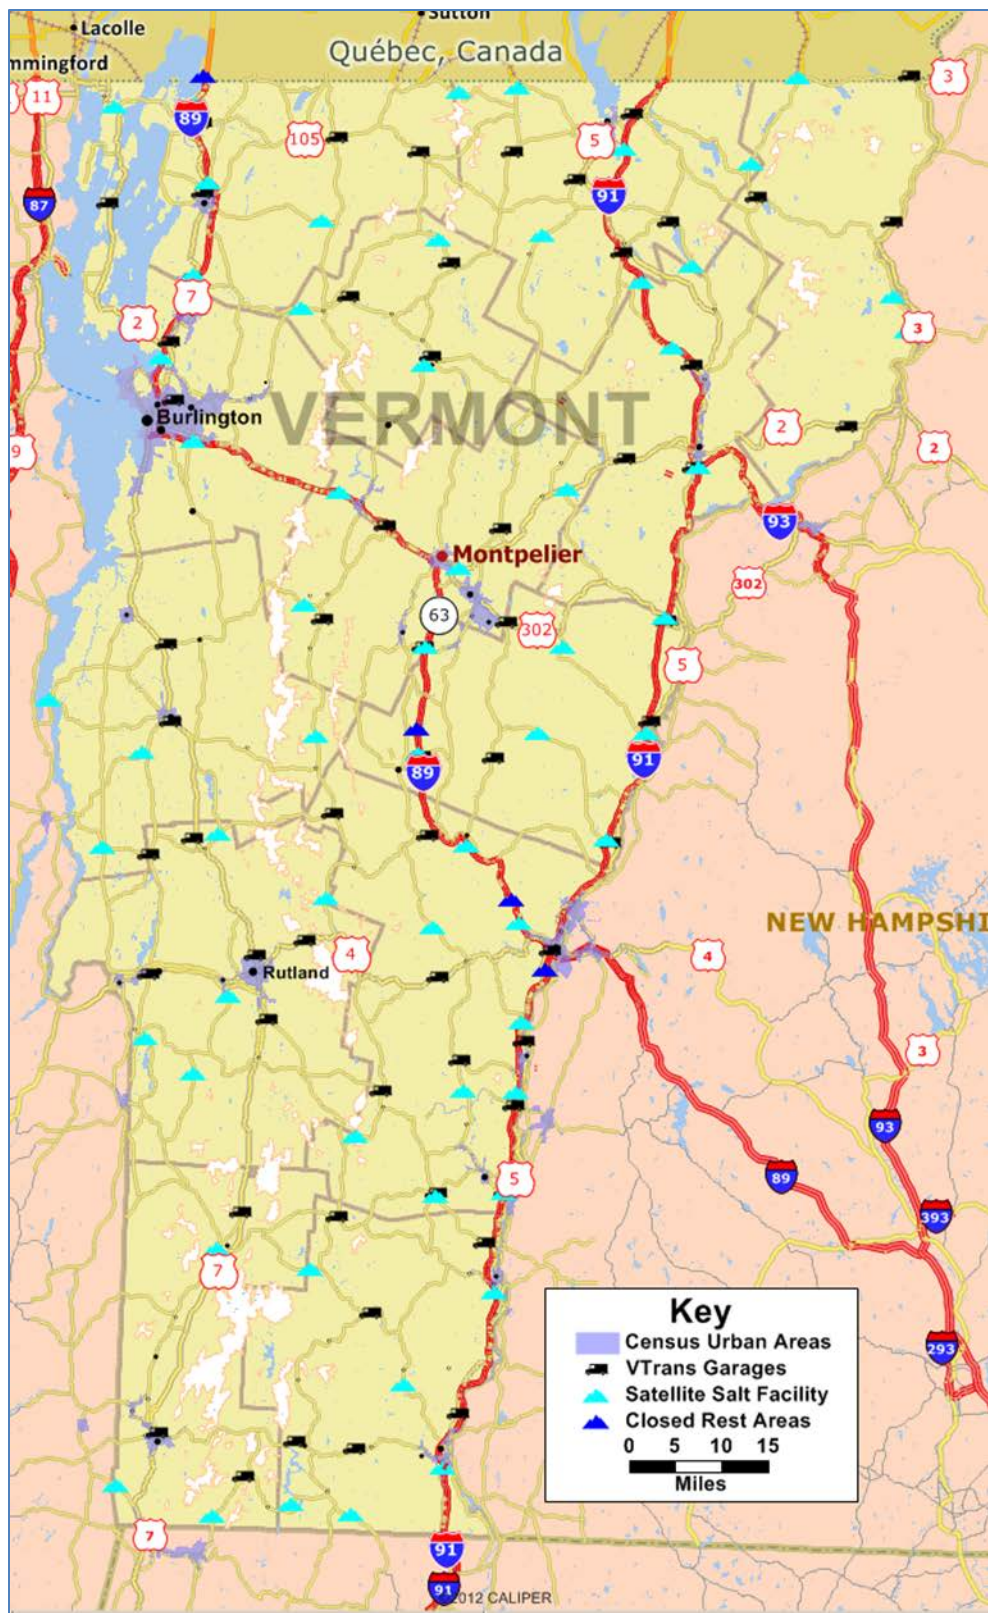 Sutton
Lacolle
Québec, Canada
mmingford
3
11
89
105
5
91
87
7
2
3
VERMONT
Burlington
2
9
2
93
Montpelier
302
63
302
5
91
89
NEW HAMPSHI
4
4
Rutland
3
93
5
89
393
7
293
Key
Census Urban Areas
VTrans Garages
Satellite Salt Facility
Closed Rest Areas
0 5 10 15
Miles
7
91
91
2012 CALIPER